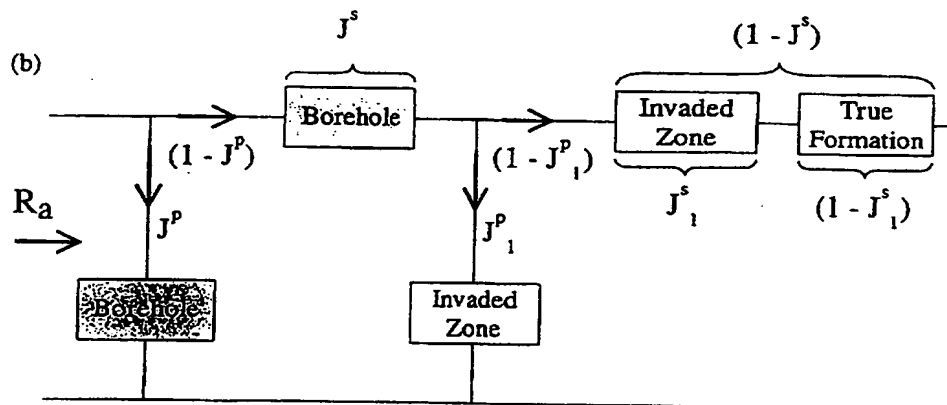 J^s
(1 - J^s)
(b)
Borehole
Invaded
Zone
True
Formation
(1 - J^p)
(1 - J^p_1)
J^s_1
(1 - J^s_1)
R_a
J^p
J^p_1
Borehole
Invaded
Zone